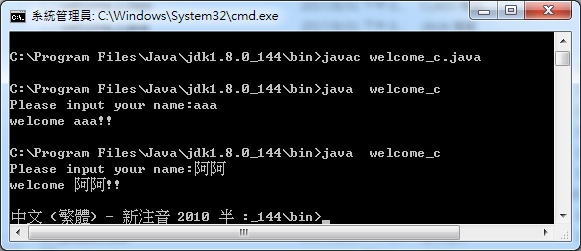 系統管理員: C:\Windows\System32\cmd.exe
C:\Program Files\Java\jdk1.8.0_144\bin>javac welcome_c.java
C:\Program Files\Java\jdk1.8.0_144\bin>java  welcome_c
Please input your name:aaa
welcome aaa!!
C:\Program Files\Java\jdk1.8.0_144\bin>java  welcome_c
Please input your name:阿阿
welcome 阿阿!!
中文 (繁體) - 新注音 2010 半 :_144\bin>